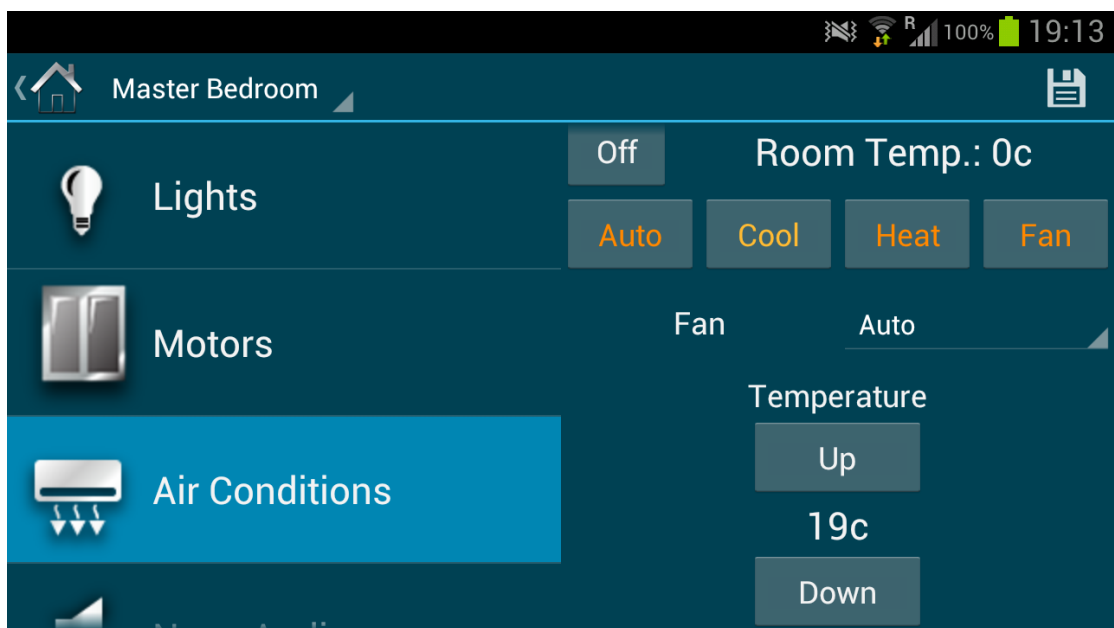 R 100% 19:13
Master Bedroom
Lights
Motors
Air Conditions
Off Room Temp.: 0c
Auto Cool Heat Fan
Fan Auto
Temperature
Up
19c
Down